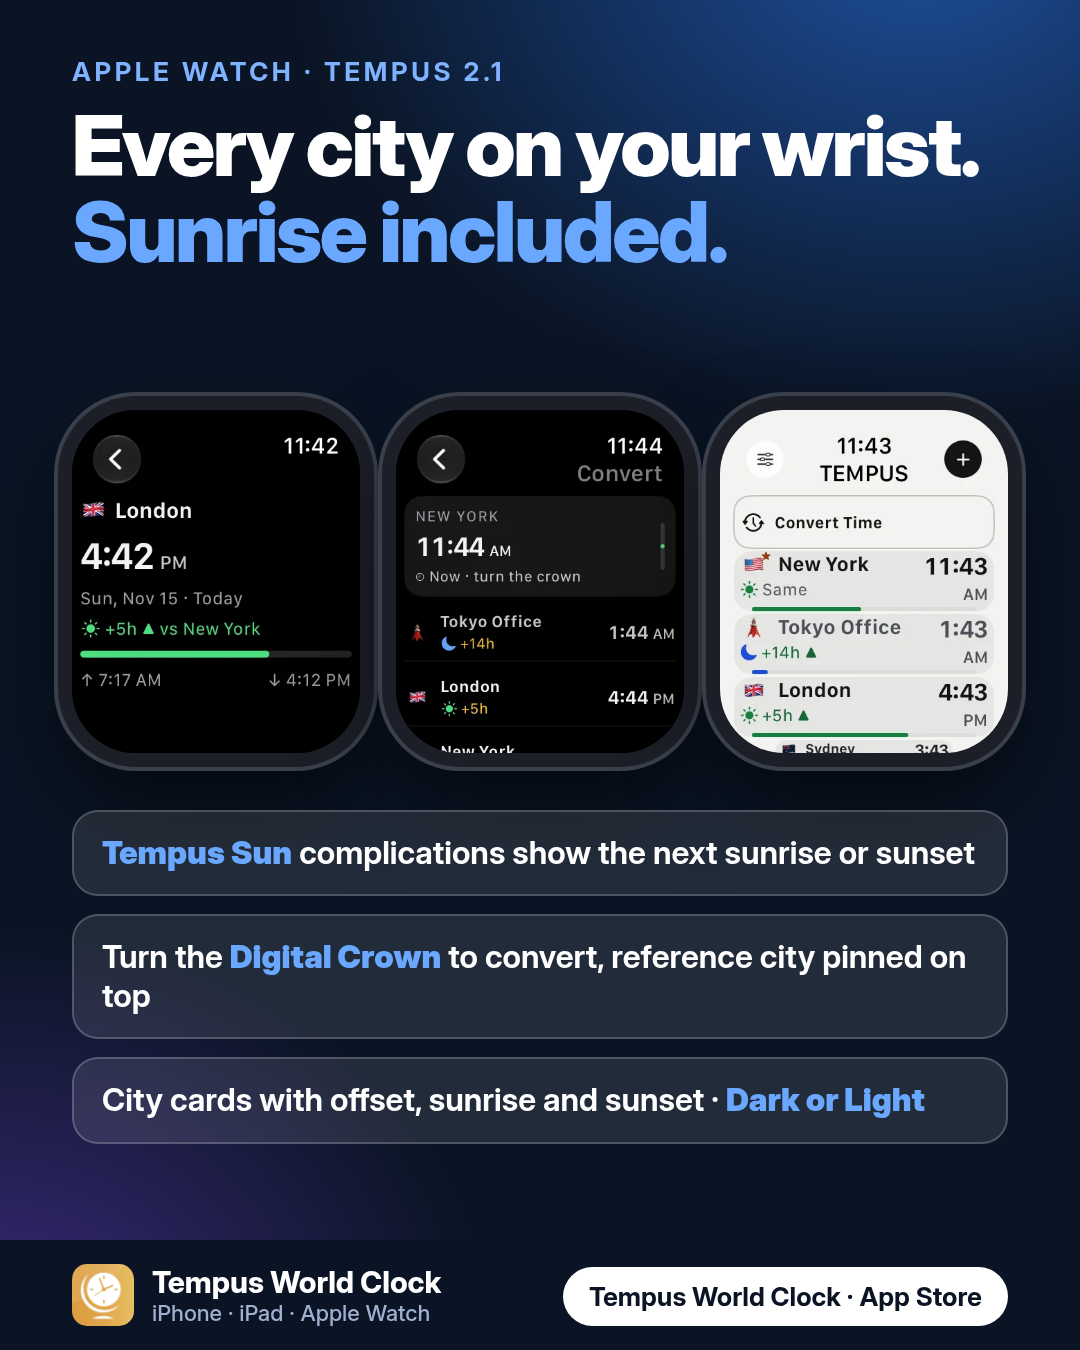 APPLE WATCH · TEMPUS 2.1
Every city on your wrist.
Sunrise included.
11:42
London
4:42 PM
Sun, Nov 15 · Today
+5h ▲ vs New York
↑ 7:17 AM
↓ 4:12 PM
11:44
Convert
NEW YORK
11:44 AM
Now · turn the crown
Tokyo Office
+14h
1:44 AM
London
+5h
4:44 PM
New York
11:43
TEMPUS
Convert Time
New York
11:43
Same
AM
Tokyo Office
1:43
+14h ▲
AM
London
4:43
+5h ▲
PM
Sydney
3:43
Tempus Sun complications show the next sunrise or sunset
Turn the Digital Crown to convert, reference city pinned on
top
City cards with offset, sunrise and sunset · Dark or Light
Tempus World Clock
iPhone · iPad · Apple Watch
Tempus World Clock · App Store